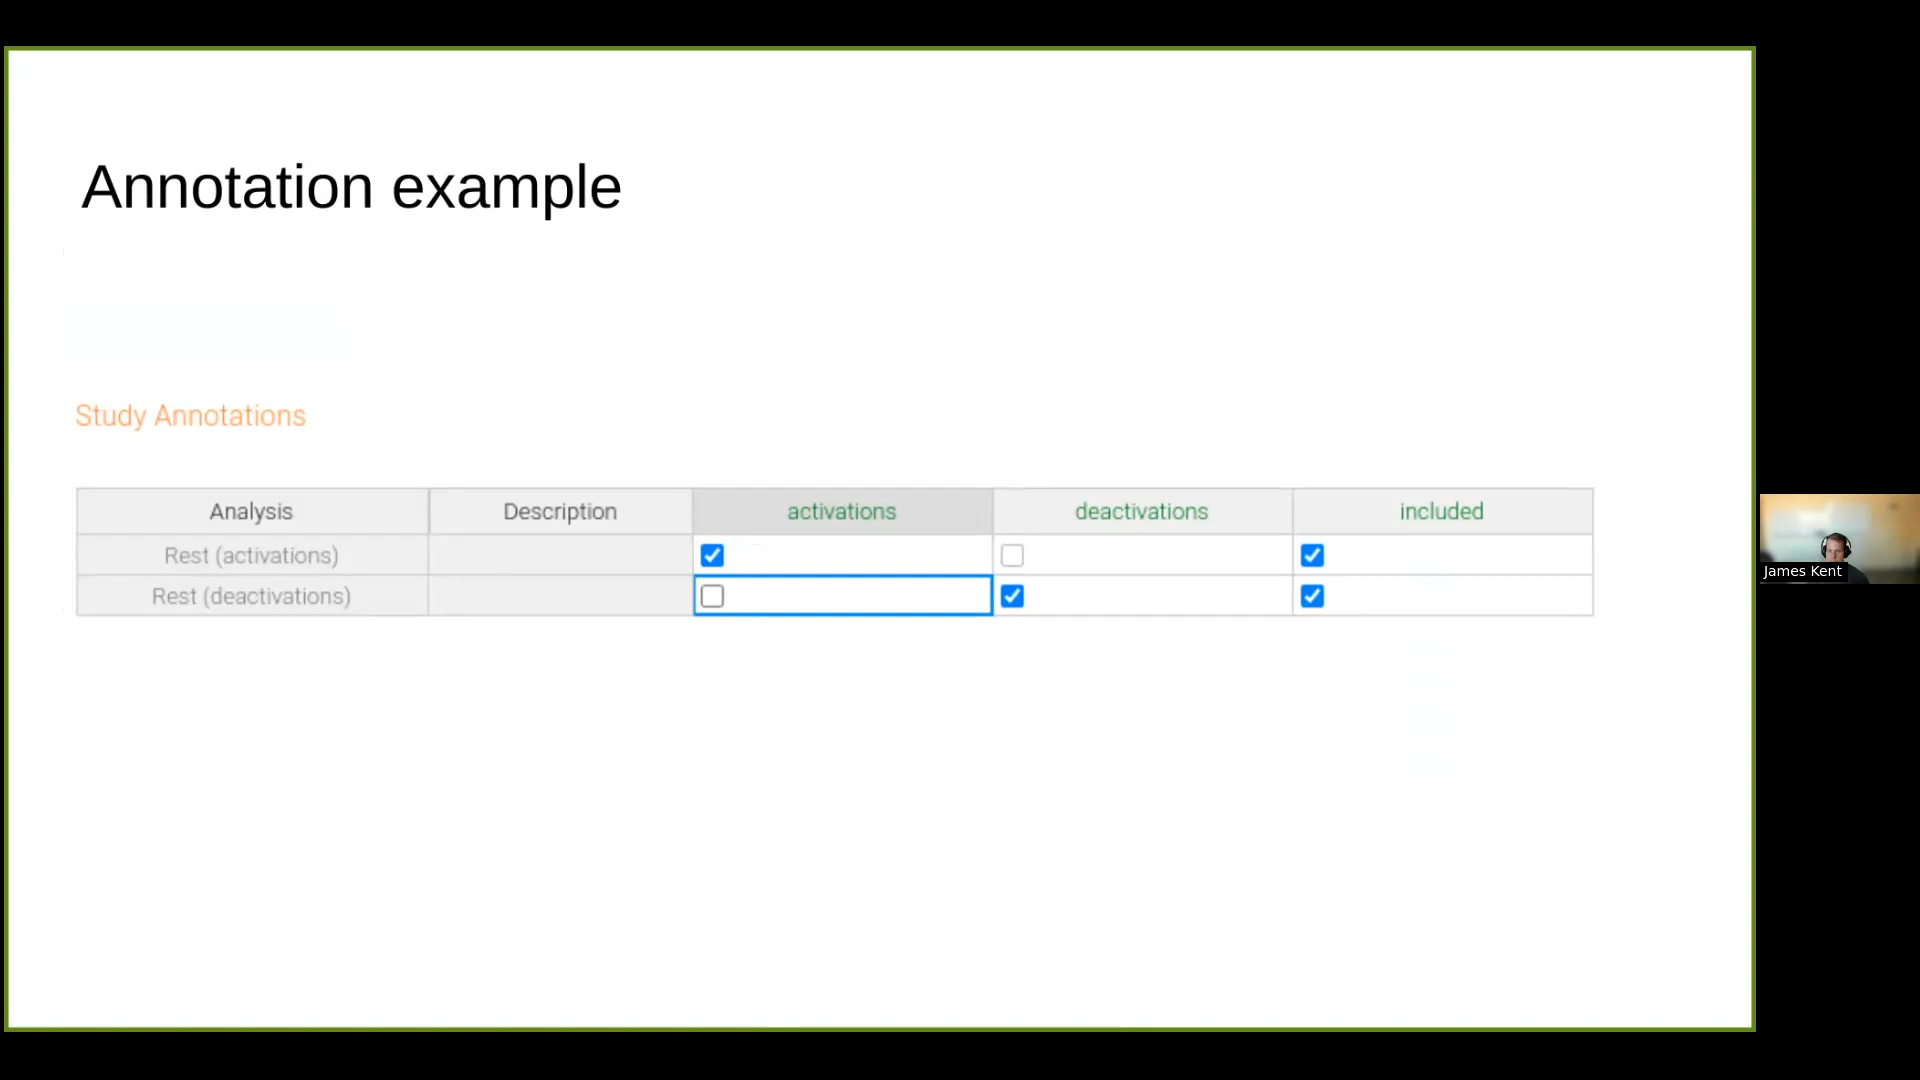 Annotation example
Study Annotations
Analysis Description activations deactivations included
Rest (activations)
Rest (deactivations)
James Kent